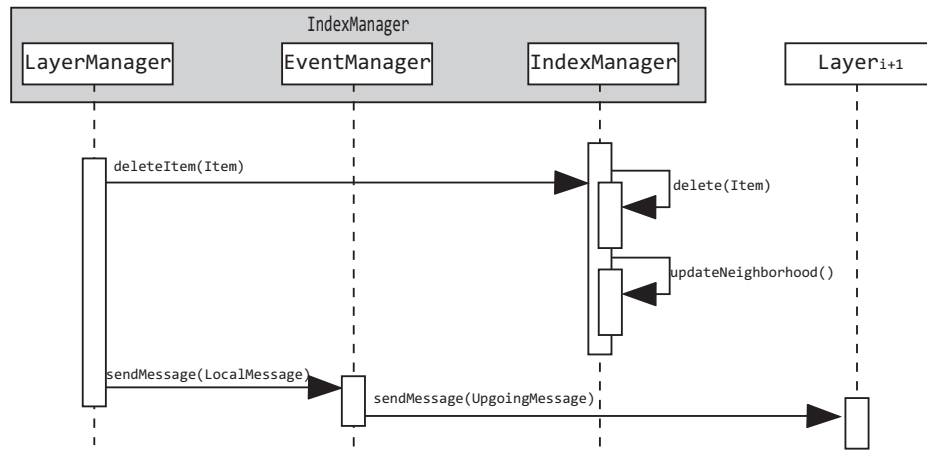 IndexManager
LayerManager
EventManager
IndexManager
Layeri+1
deleteItem(Item)
delete(Item)
updateNeighborhood()
sendMessage(LocalMessage)
sendMessage(UpgoingMessage)